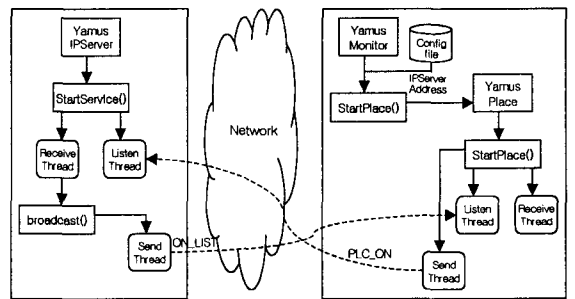 Yamus
IPServer
StartService()
Receive
Thread
Listen
Thread
broadcast()
Send
Thread
ON_LIST
Network
PLC_ON
Yamus
Monitor
Config
file
IPServer
Address
StartPlace()
Yamus
Place
StartPlace()
Listen
Thread
Receive
Thread
Send
Thread